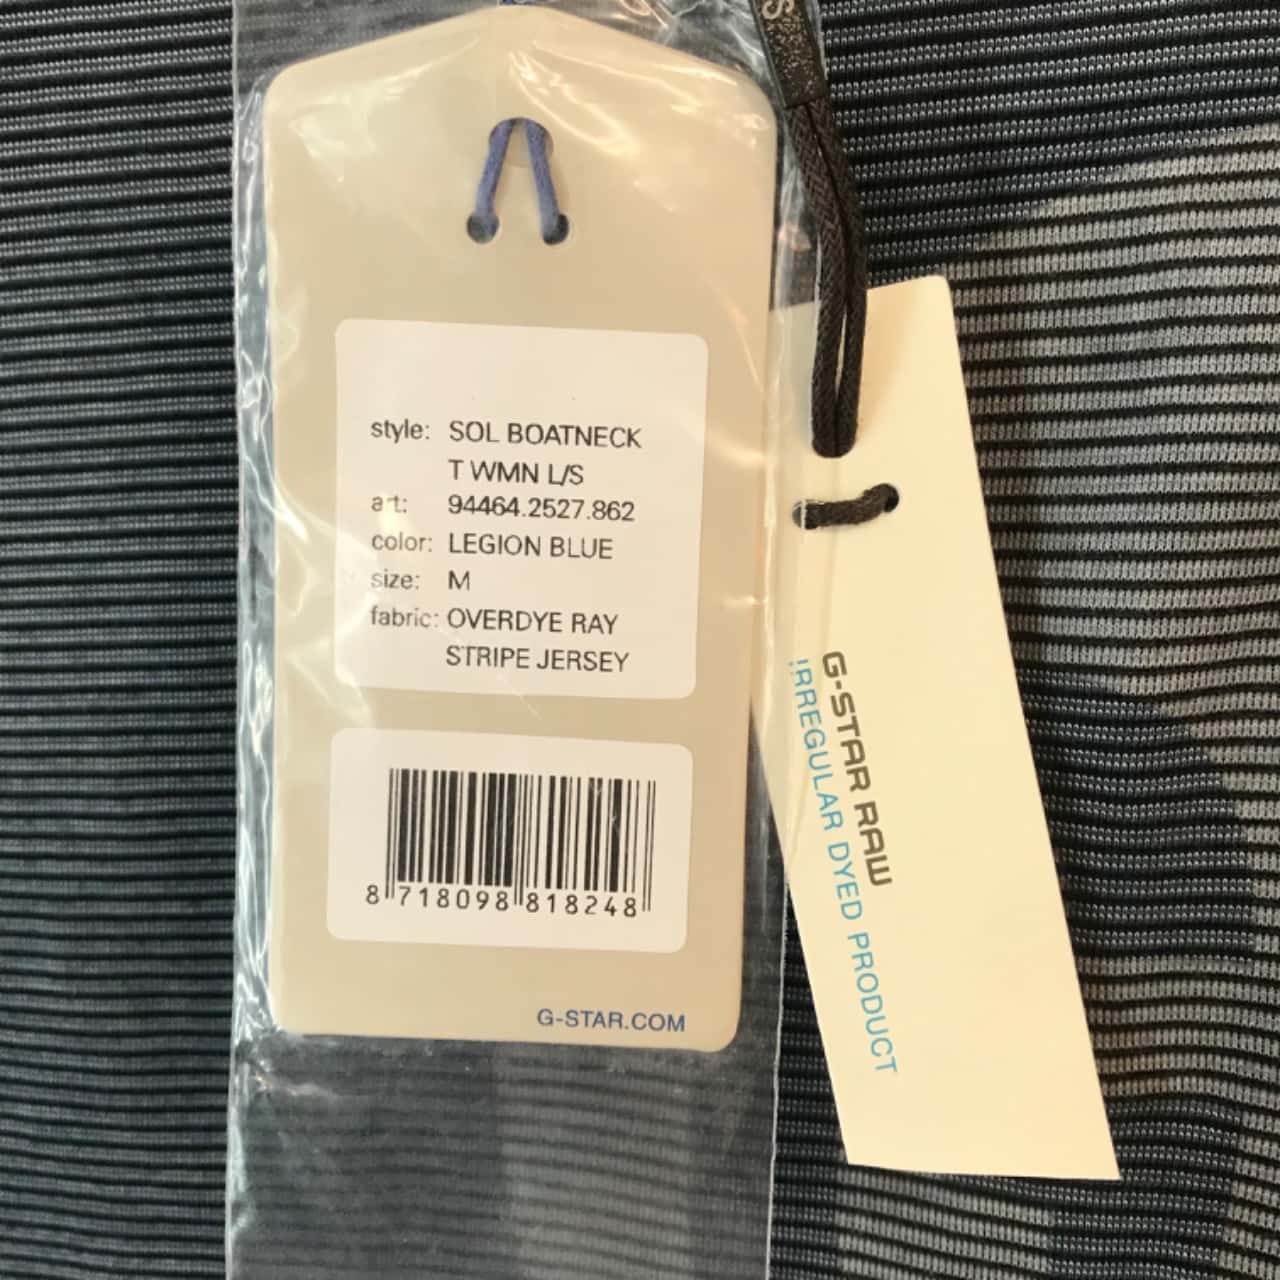 style: SOL BOATNECK
T WMN L/S
art: 94464.2527.862
color: LEGION BLUE
size: M
fabric: OVERDYE RAY
STRIPE JERSEY
8 718098 818248
G-STAR.COM
G-STAR RAW
IRREGULAR DYED PRODUCT